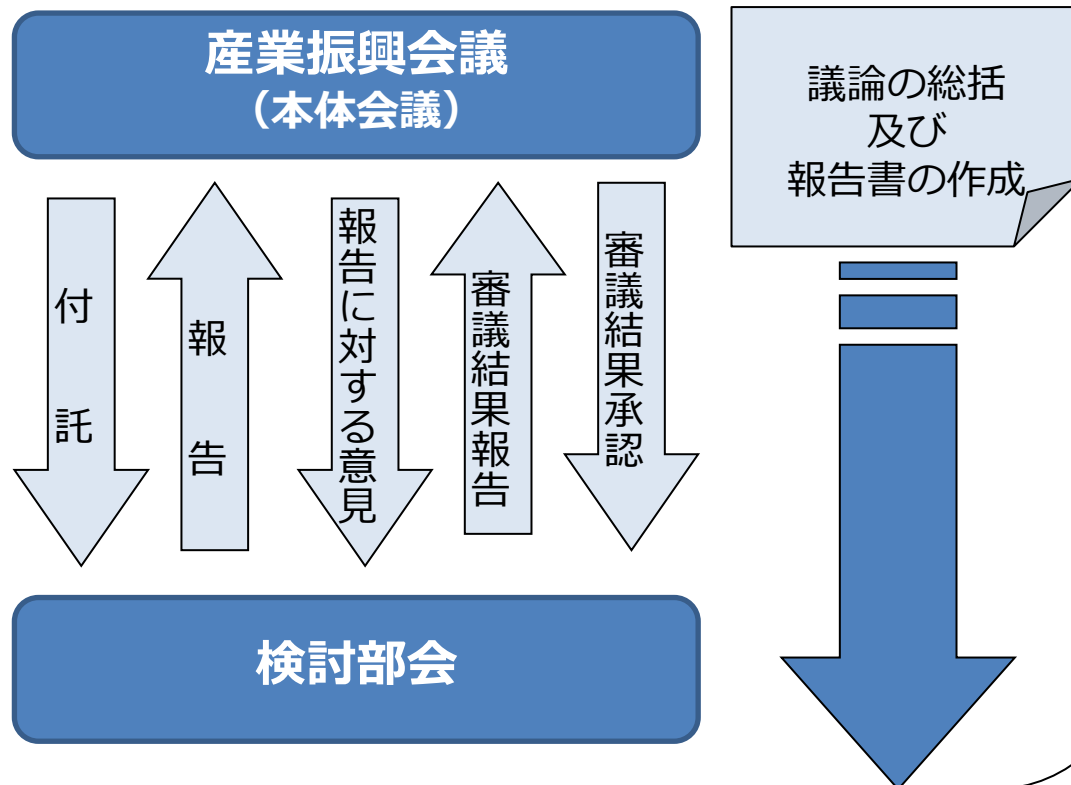 産業振興会議
（本体会議）
議論の総括
及び
報告書の作成
付託
報告
報告に対する意見
審議結果報告
審議結果承認
検討部会